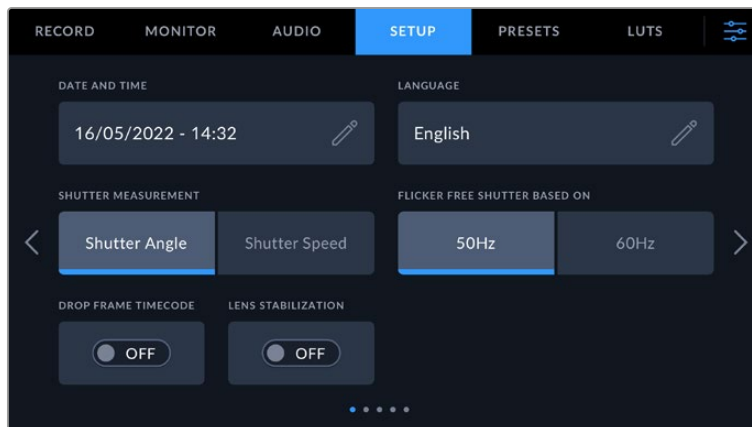 RECORD MONITOR AUDIO SETUP PRESETS LUTS
DATE AND TIME LANGUAGE
16/05/2022 - 14:32 English
SHUTTER MEASUREMENT FLICKER FREE SHUTTER BASED ON
Shutter Angle Shutter Speed 50Hz 60Hz
DROP FRAME TIMECODE LENS STABILIZATION
OFF OFF